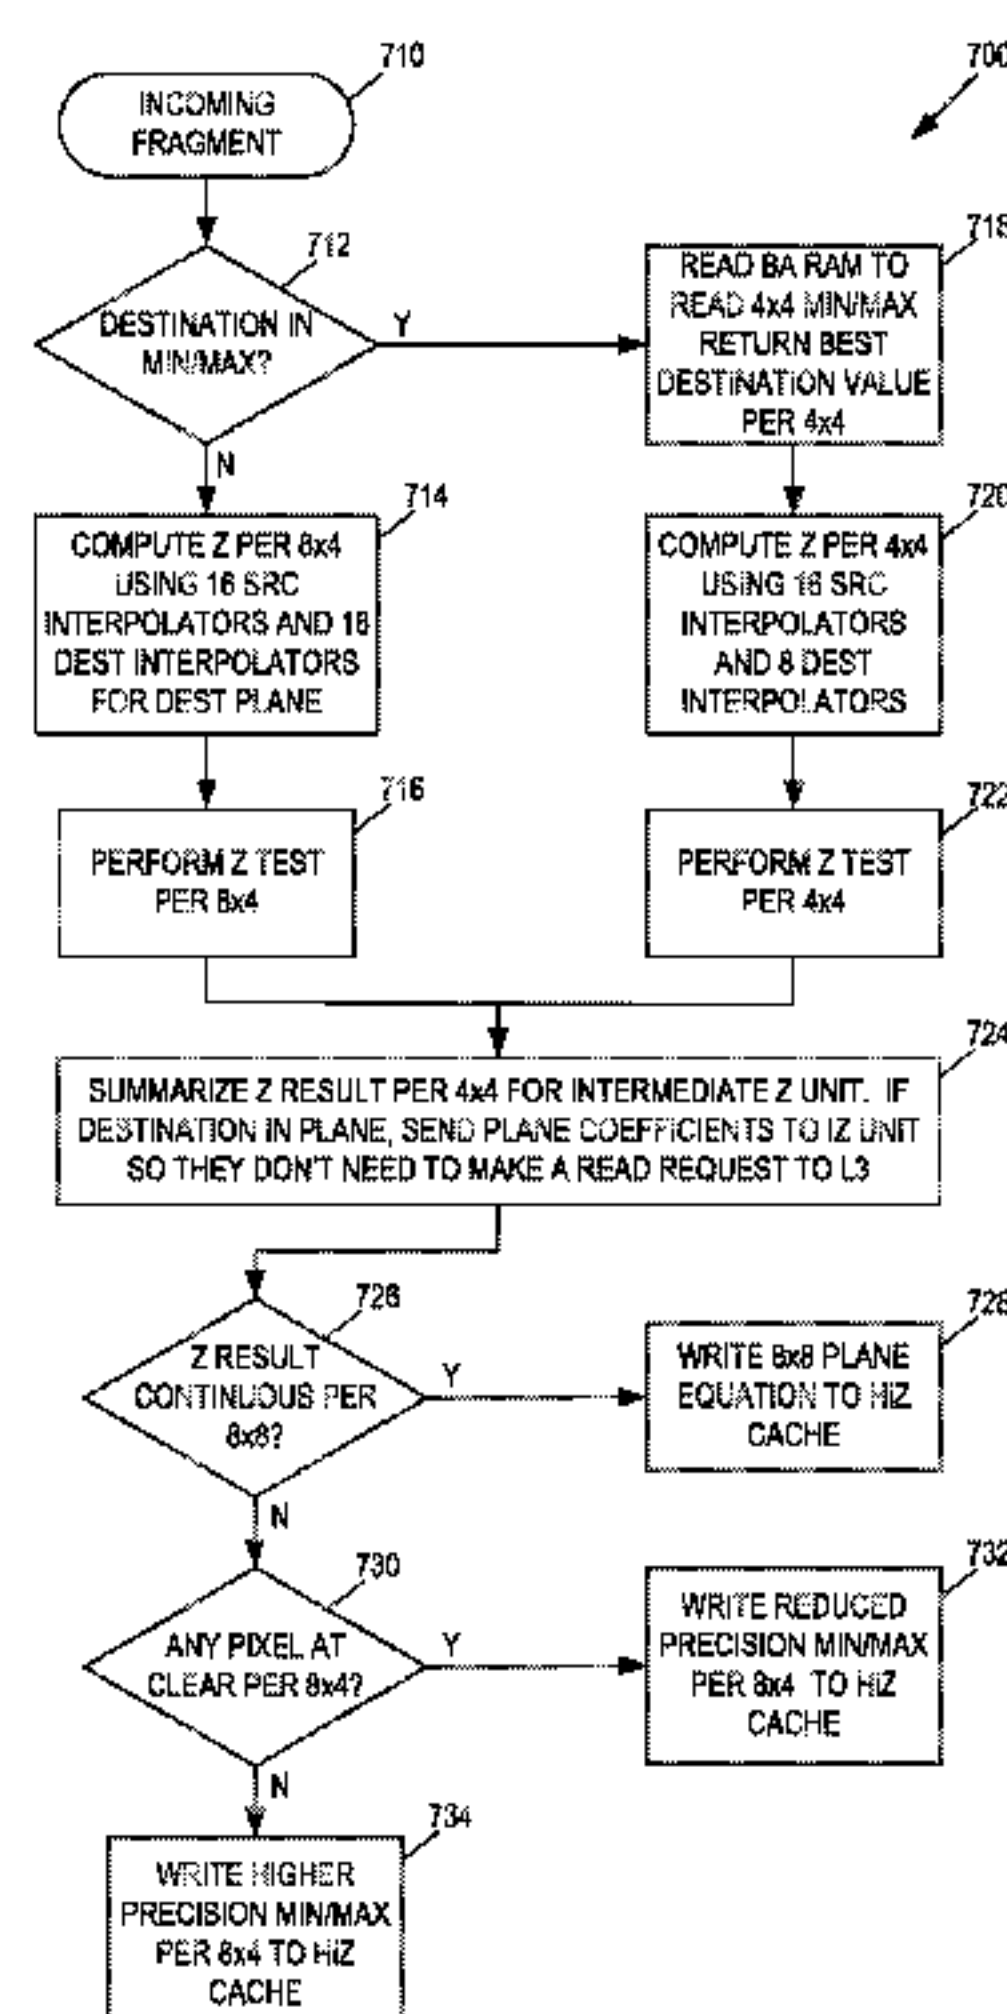 710
700
INCOMING
FRAGMENT
712
718
DESTINATION IN
MIN/MAX?
Y
N
READ BA RAM TO
READ 4x4 MIN/MAX
RETURN BEST
DESTINATION VALUE
PER 4x4
714
720
COMPUTE Z PER 8x4
USING 16 SRC
INTERPOLATORS AND 16
DEST INTERPOLATORS
FOR DEST PLANE
COMPUTE Z PER 4x4
USING 16 SRC
INTERPOLATORS
AND 8 DEST
INTERPOLATORS
716
722
PERFORM Z TEST
PER 8x4
PERFORM Z TEST
PER 4x4
724
SUMMARIZE Z RESULT PER 4x4 FOR INTERMEDIATE Z UNIT. IF
DESTINATION IN PLANE, SEND PLANE COEFFICIENTS TO IZ UNIT
SO THEY DON'T NEED TO MAKE A READ REQUEST TO L3
726
728
Z RESULT
CONTINUOUS PER
8x8?
Y
N
WRITE 8x8 PLANE
EQUATION TO HiZ
CACHE
730
732
ANY PIXEL AT
CLEAR PER 8x4?
Y
N
WRITE REDUCED
PRECISION MIN/MAX
PER 8x4 TO HiZ
CACHE
734
WRITE HIGHER
PRECISION MIN/MAX
PER 8x4 TO HiZ
CACHE